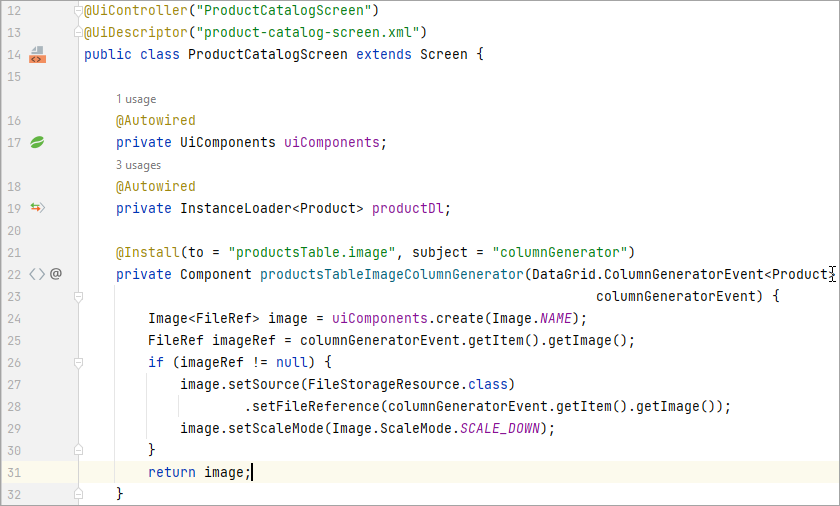 12 @UiController("ProductCatalogScreen")
13 @UiDescriptor("product-catalog-screen.xml")
14 public class ProductCatalogScreen extends Screen {
15
1 usage
16 @Autowired
17 private UiComponents uiComponents;
3 usages
18 @Autowired
19 private InstanceLoader<Product> productDl;
20
21 @Install(to = "productsTable.image", subject = "columnGenerator")
22 private Component productsTableImageColumnGenerator(DataGrid.ColumnGeneratorEvent<Product>
23 columnGeneratorEvent) {
24 Image<FileRef> image = uiComponents.create(Image.NAME);
25 FileRef imageRef = columnGeneratorEvent.getItem().getImage();
26 if (imageRef != null) {
27 image.setSource(FileStorageResource.class)
28 .setFileReference(columnGeneratorEvent.getItem().getImage());
29 image.setScaleMode(Image.ScaleMode.SCALE_DOWN);
30 }
31 return image;
32 }